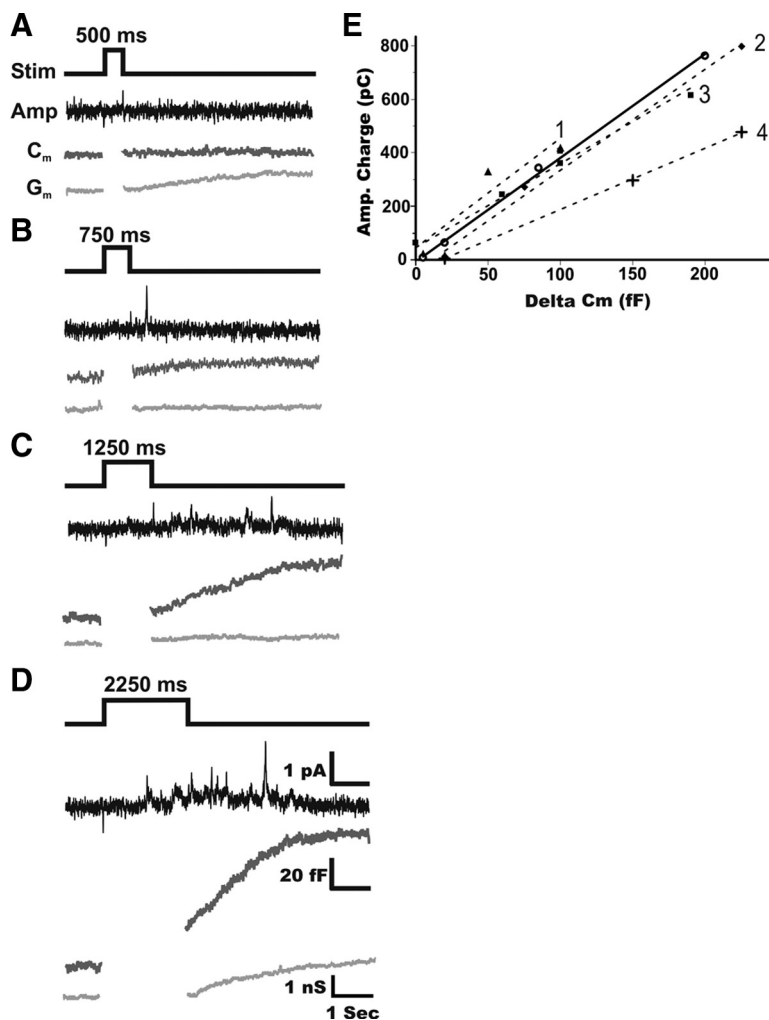 A
500 ms
Stim
Amp
Cm
Gm
B
750 ms
C
1250 ms
D
2250 ms
1 pA
20 fF
1 nS
1 Sec
E
Amp. Charge (pC)
800
600
400
200
0
0
50
100
150
200
Delta Cm (fF)
1
2
3
4